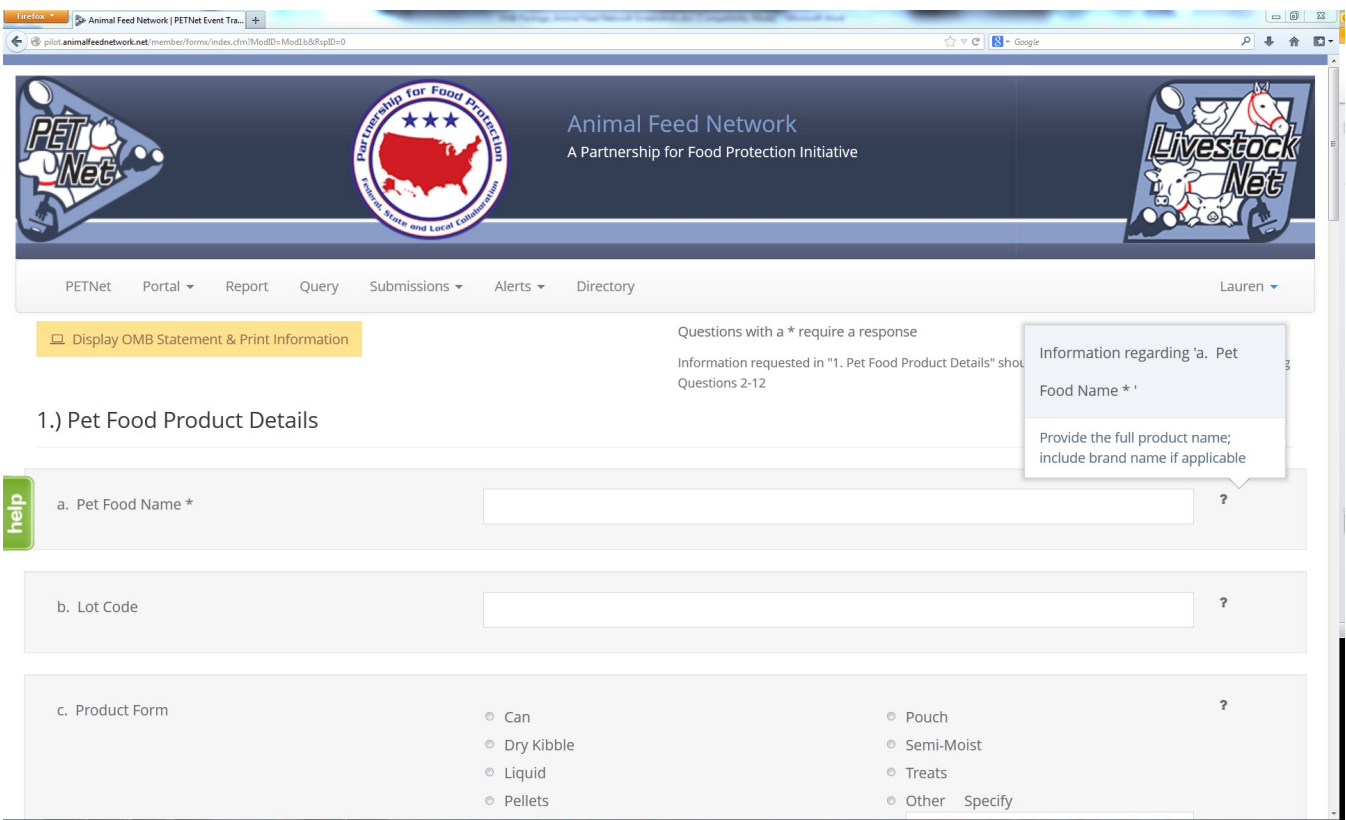 Firefox
Animal Feed Network | PETNet Event Tra...
pilot.animalfeednetwork.net/member/formx/index.cfm?ModID=Mod1b&RspID=0
Google
PET
Net
Partnership for Food Protection
Federal, State and Local Collaboration
Animal Feed Network
A Partnership for Food Protection Initiative
Livestock
Net
PETNet Portal Report Query Submissions Alerts Directory Lauren
Display OMB Statement & Print Information
Questions with a * require a response
Information requested in "1. Pet Food Product Details" shou
Questions 2-12
Information regarding 'a. Pet
Food Name * '
Provide the full product name;
include brand name if applicable
1.) Pet Food Product Details
help
a. Pet Food Name * ?
b. Lot Code ?
c. Product Form ?
Can Pouch
Dry Kibble Semi-Moist
Liquid Treats
Pellets Other Specify